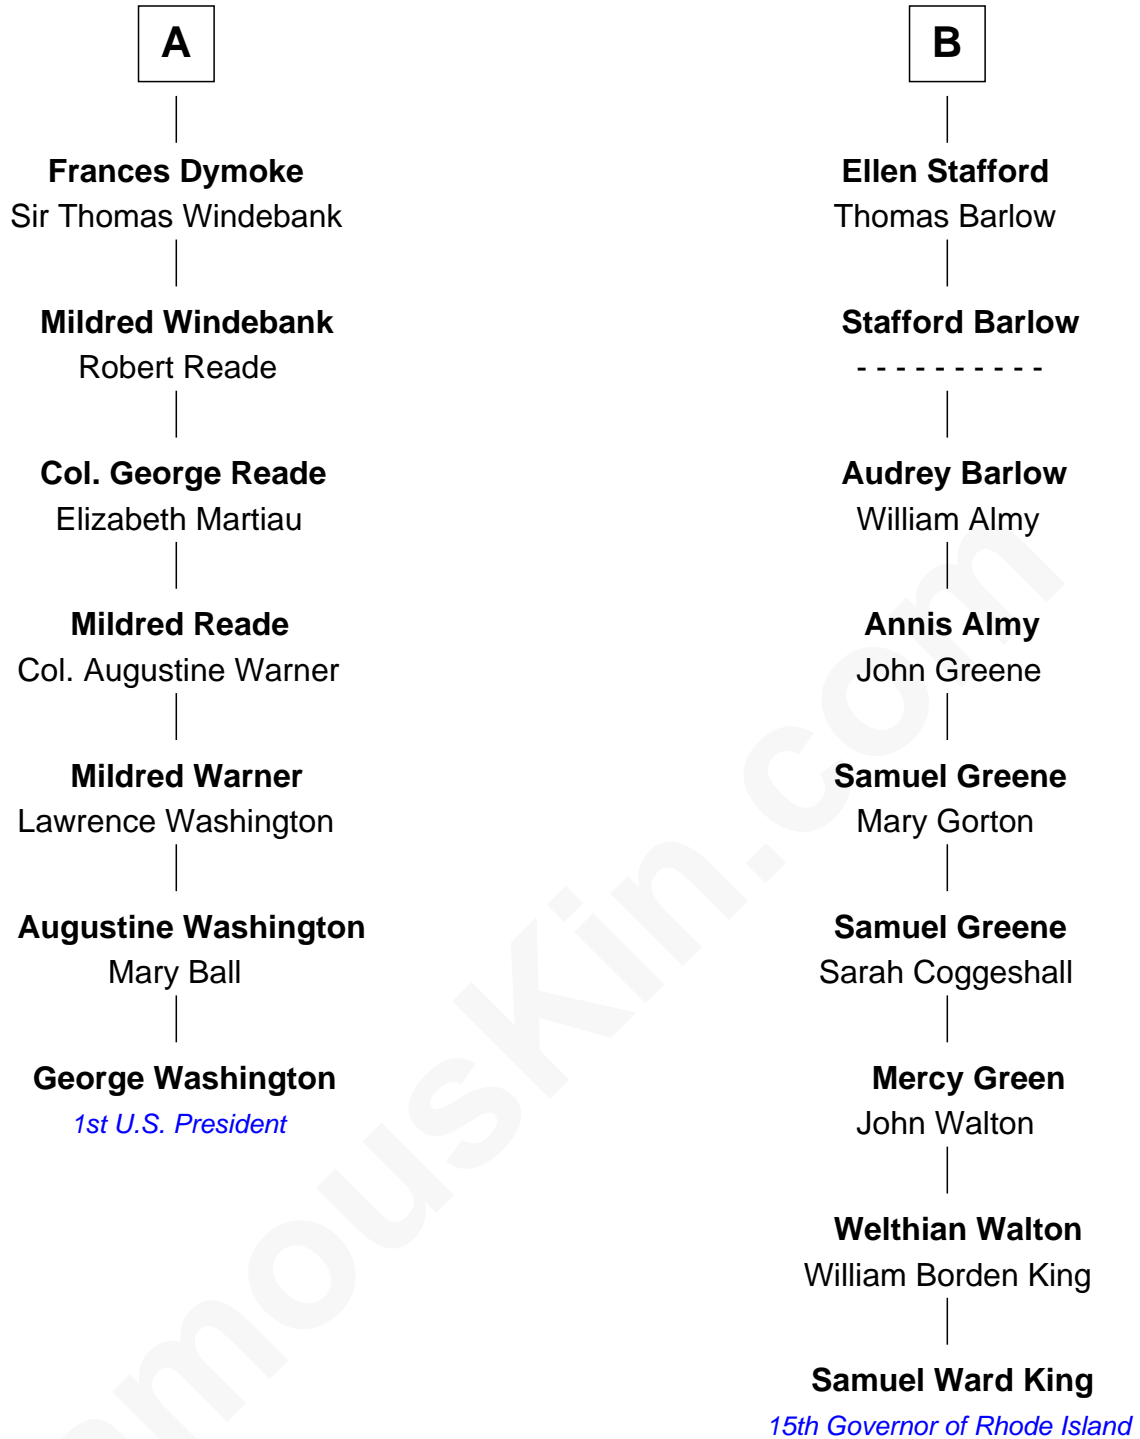 A
Frances Dymoke
Sir Thomas Windebank
Mildred Windebank
Robert Reade
Col. George Reade
Elizabeth Martiau
Mildred Reade
Col. Augustine Warner
Mildred Warner
Lawrence Washington
Augustine Washington
Mary Ball
George Washington
1st U.S. President
B
Ellen Stafford
Thomas Barlow
Stafford Barlow
- - - - - - - - - -
Audrey Barlow
William Almy
Annis Almy
John Greene
Samuel Greene
Mary Gorton
Samuel Greene
Sarah Coggeshall
Mercy Green
John Walton
Welthian Walton
William Borden King
Samuel Ward King
15th Governor of Rhode Island
amouskin.com